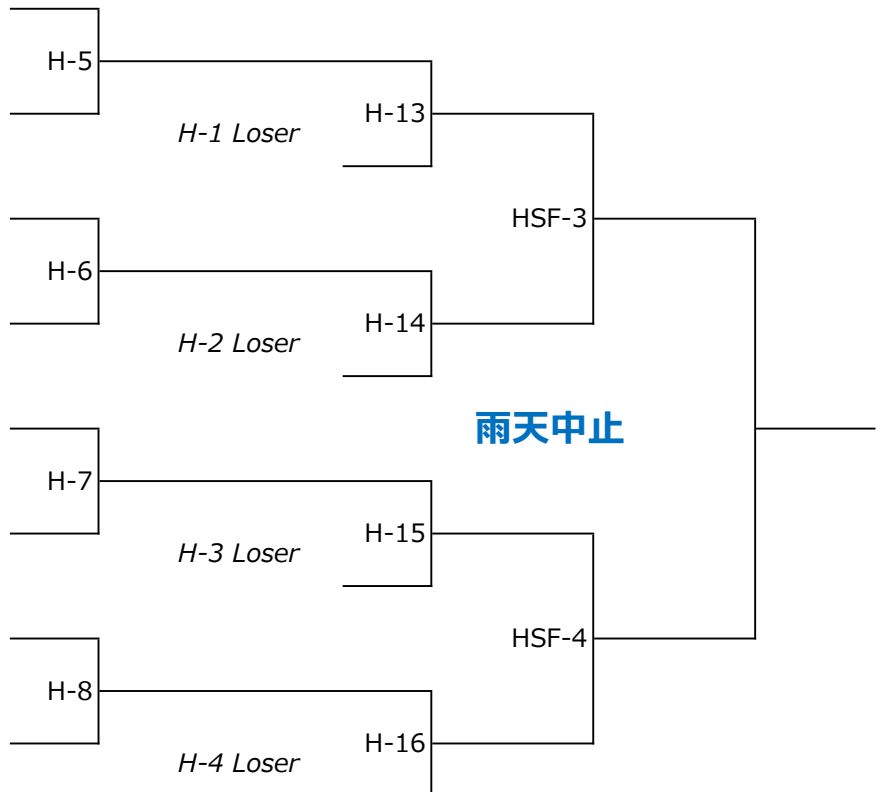 H-5
H-13
H-1 Loser
HSF-3
H-6
H-14
H-2 Loser
雨天中止
H-7
H-15
H-3 Loser
HSF-4
H-8
H-16
H-4 Loser